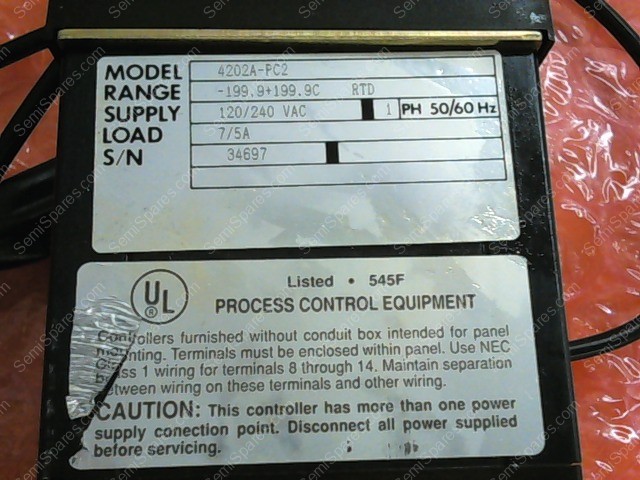 MODEL 4202A-PC2
RANGE -199.9+199.9C RTD
SUPPLY 120/240 VAC 1 PH 50/60 Hz
LOAD 7/5A
S/N 34697
UL
®
Listed • 545F
PROCESS CONTROL EQUIPMENT
Controllers furnished without conduit box intended for panel
mounting. Terminals must be enclosed within panel. Use NEC
1 wiring for terminals 8 through 14. Maintain separation
between wiring on these terminals and other wiring.
CAUTION: This controller has more than one power
supply conection point. Disconnect all power supplied
before servicing.
SemiSpares.com